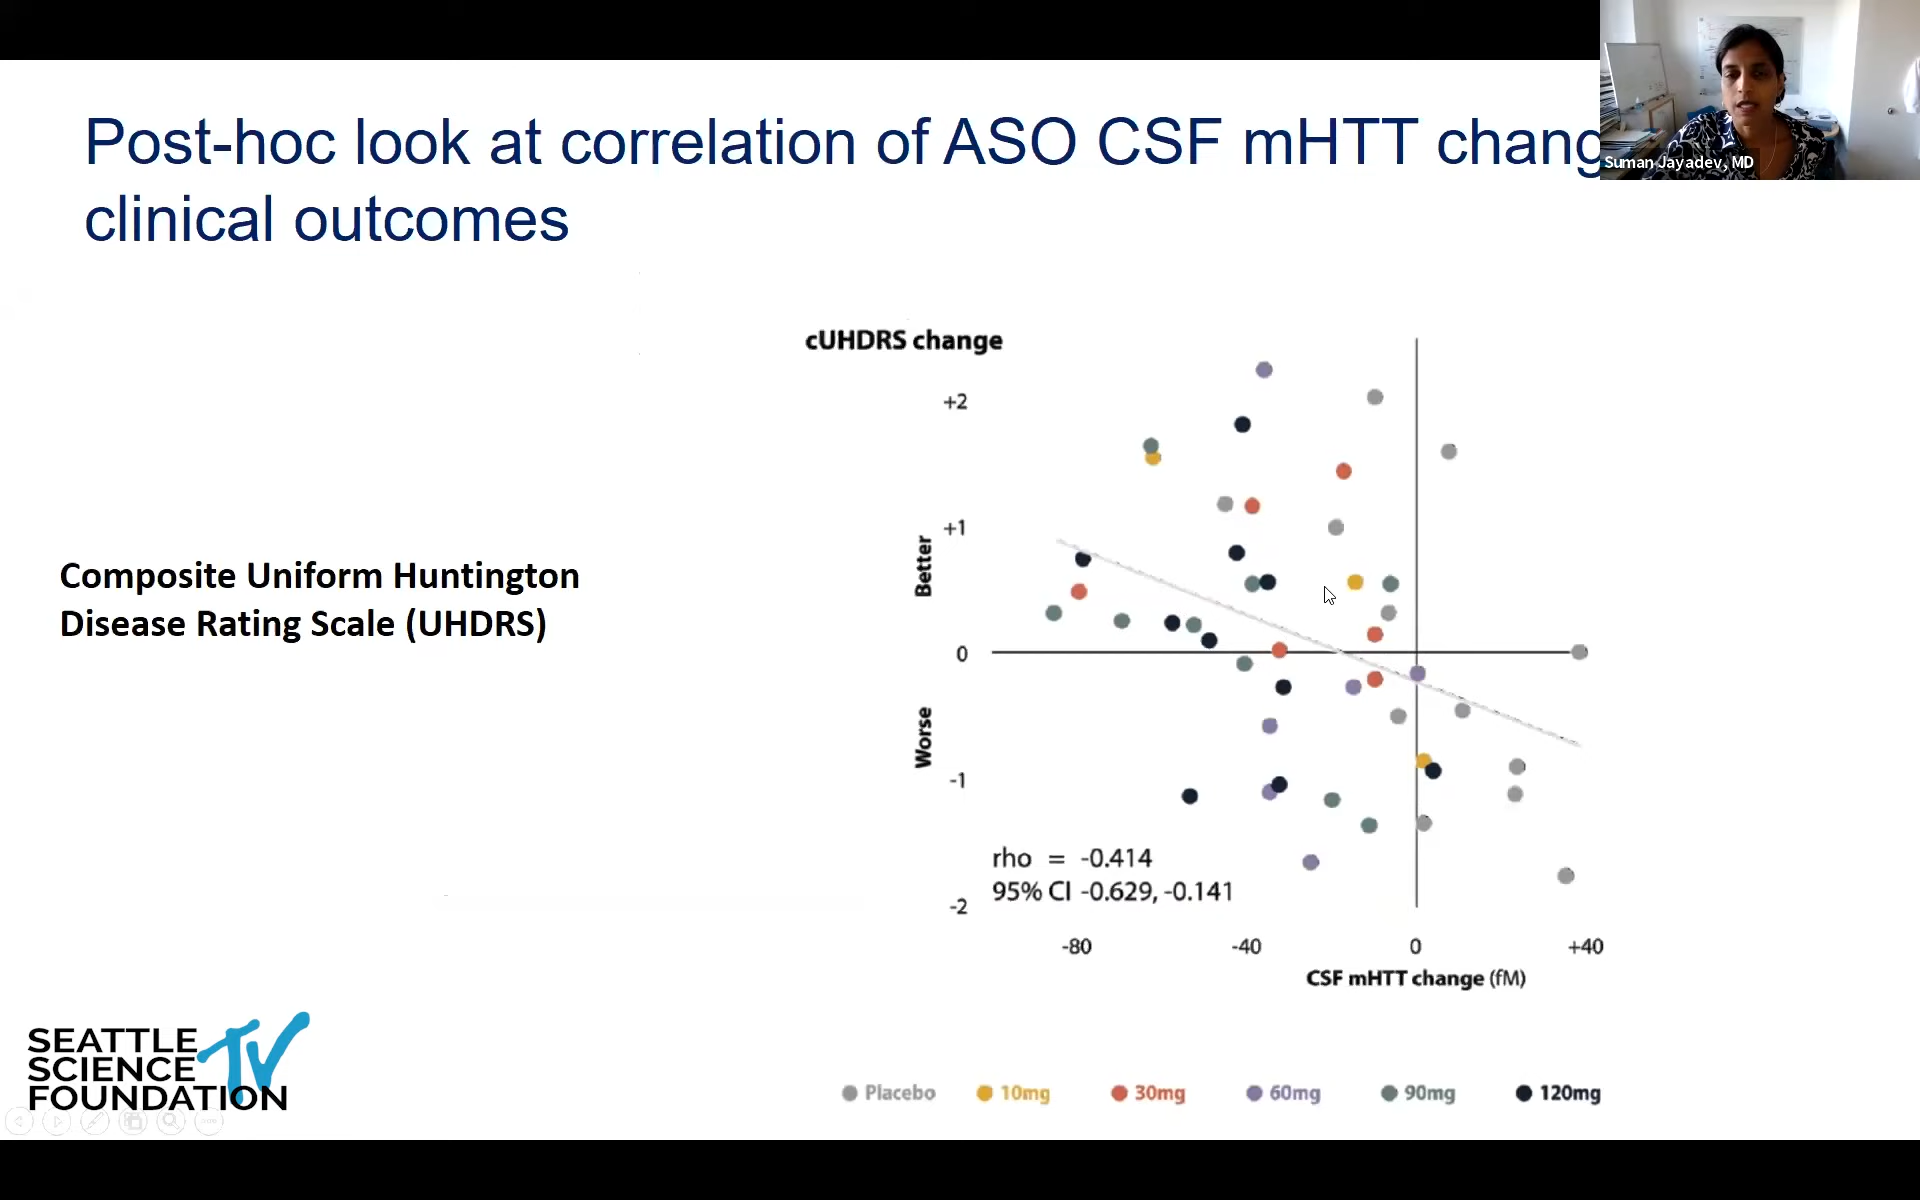 Post-hoc look at correlation of ASO CSF mHTT chang
clinical outcomes
Suman Jayadev, MD
Composite Uniform Huntington
Disease Rating Scale (UHDRS)
cUHDRS change
+2
+1
0
-1
-2
Better
Worse
rho = -0.414
95% CI -0.629, -0.141
-80 -40 0 +40
CSF mHTT change (fM)
Placebo 10mg 30mg 60mg 90mg 120mg
SEATTLE
SCIENCE
FOUNDATION
TV